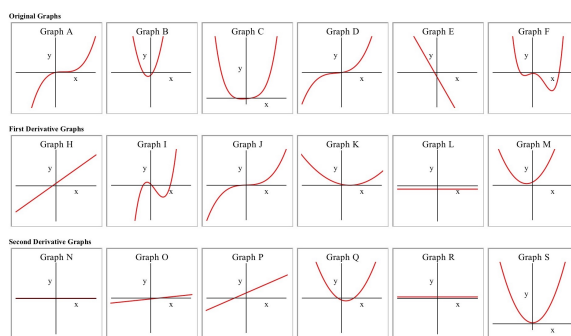 Original Graphs
Graph A Graph B Graph C Graph D Graph E Graph F
y y y y y y
x x x x x x
First Derivative Graphs
Graph H Graph I Graph J Graph K Graph L Graph M
y y y y y y
x x x x x x
Second Derivative Graphs
Graph N Graph O Graph P Graph Q Graph R Graph S
y y y y y y
x x x x x x